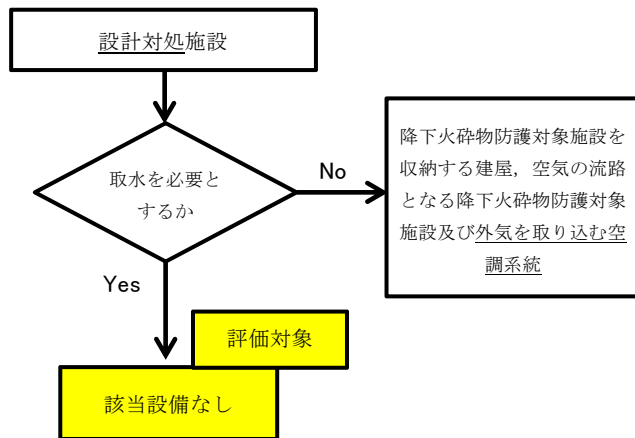 設計対処施設
取水を必要と
するか
No
降下火砕物防護対象施設を
収納する建屋，空気の流路
となる降下火砕物防護対象
施設及び外気を取り込む空
調系統
Yes
評価対象
該当設備なし